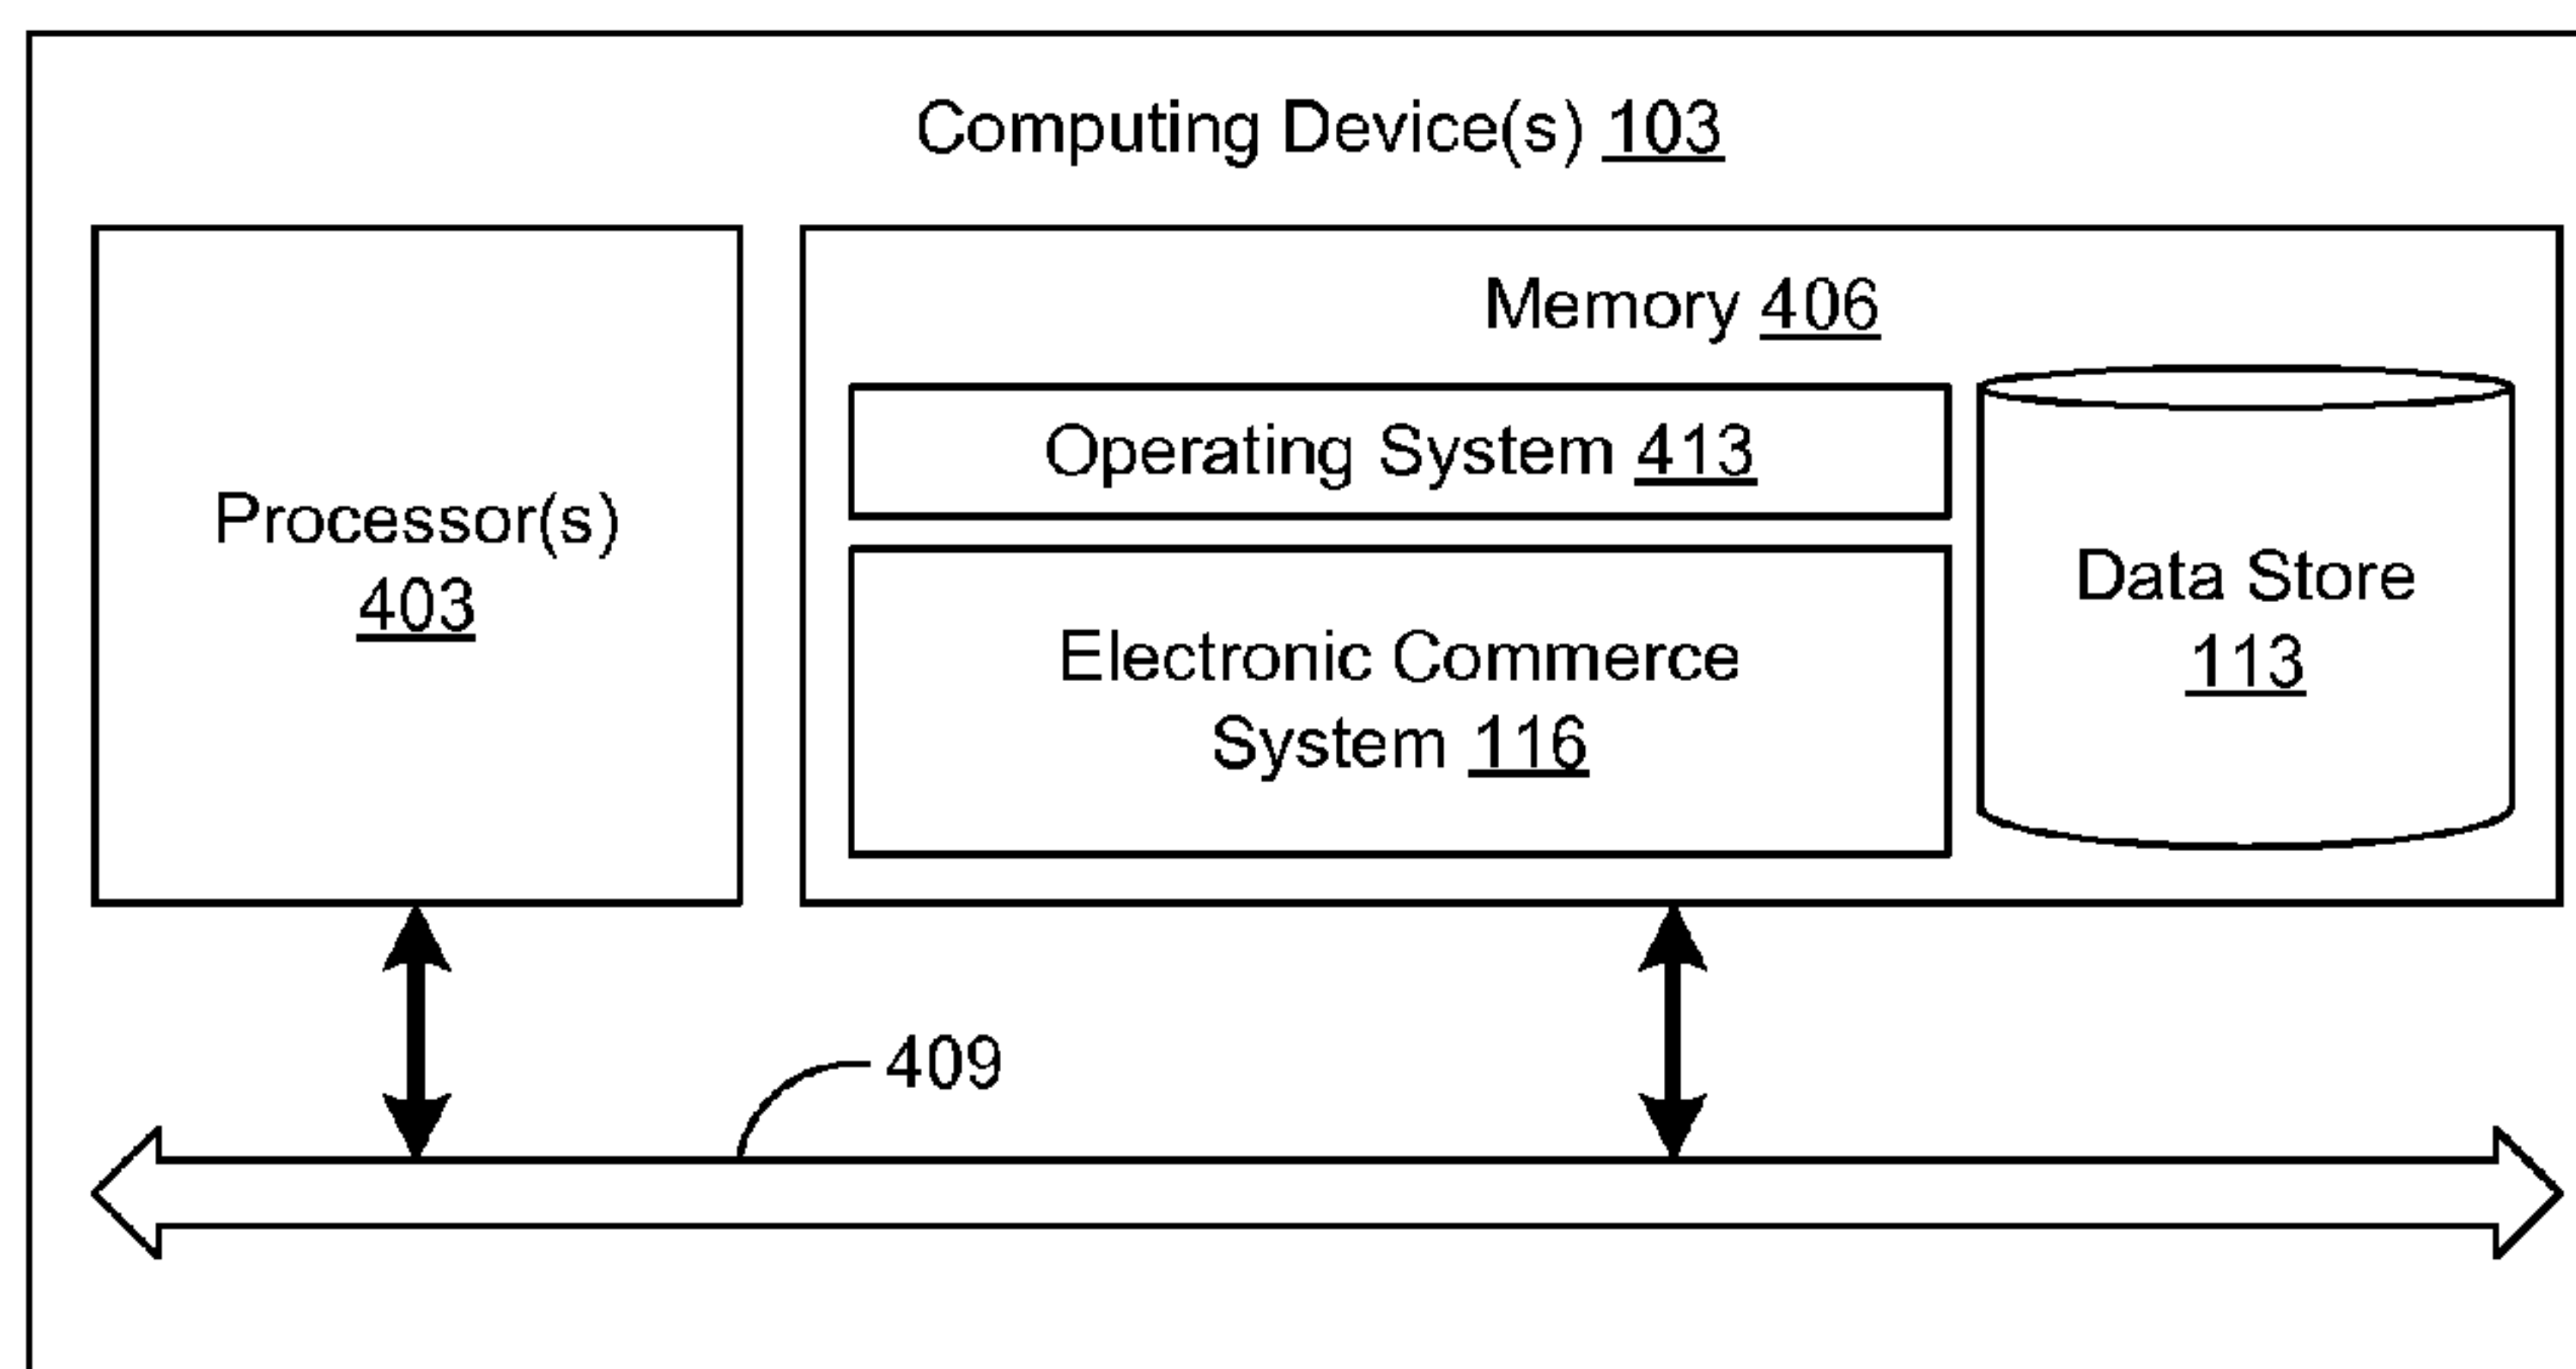 Computing Device(s) 103
Memory 406
Operating System 413
Processor(s)
403
Electronic Commerce
System 116
Data Store
113
409